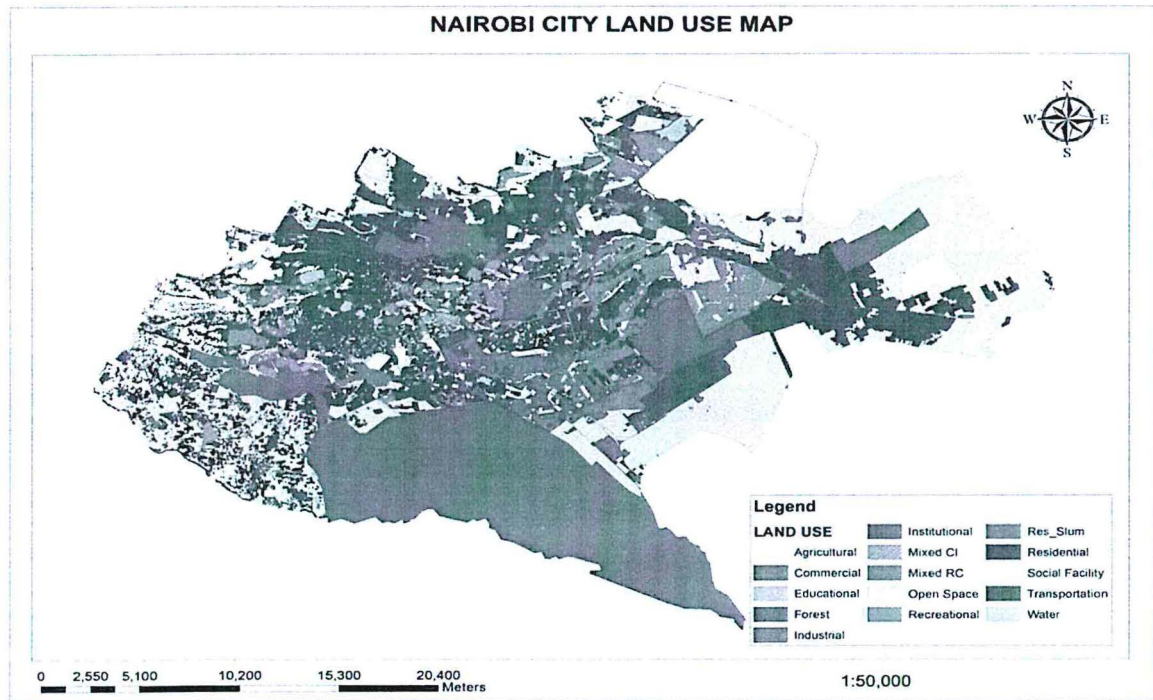 NAIROBI CITY LAND USE MAP
N
W E
S
Legend
LAND USE
Agricultural
Commercial
Educational
Forest
Industrial
Institutional
Mixed CI
Mixed RC
Open Space
Recreational
Res_Slum
Residential
Social Facility
Transportation
Water
0 2,550 5,100 10,200 15,300 20,400
Meters
1:50,000